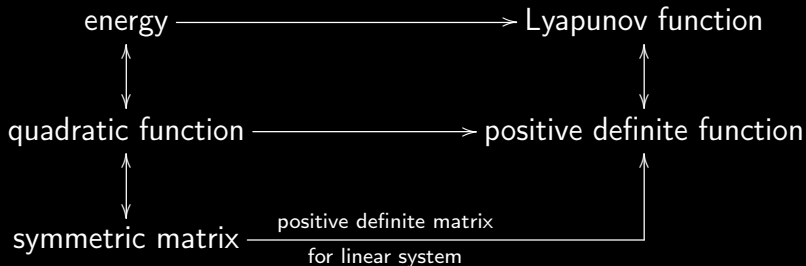 energy
Lyapunov function
quadratic function
positive definite function
positive definite matrix
symmetric matrix
for linear system